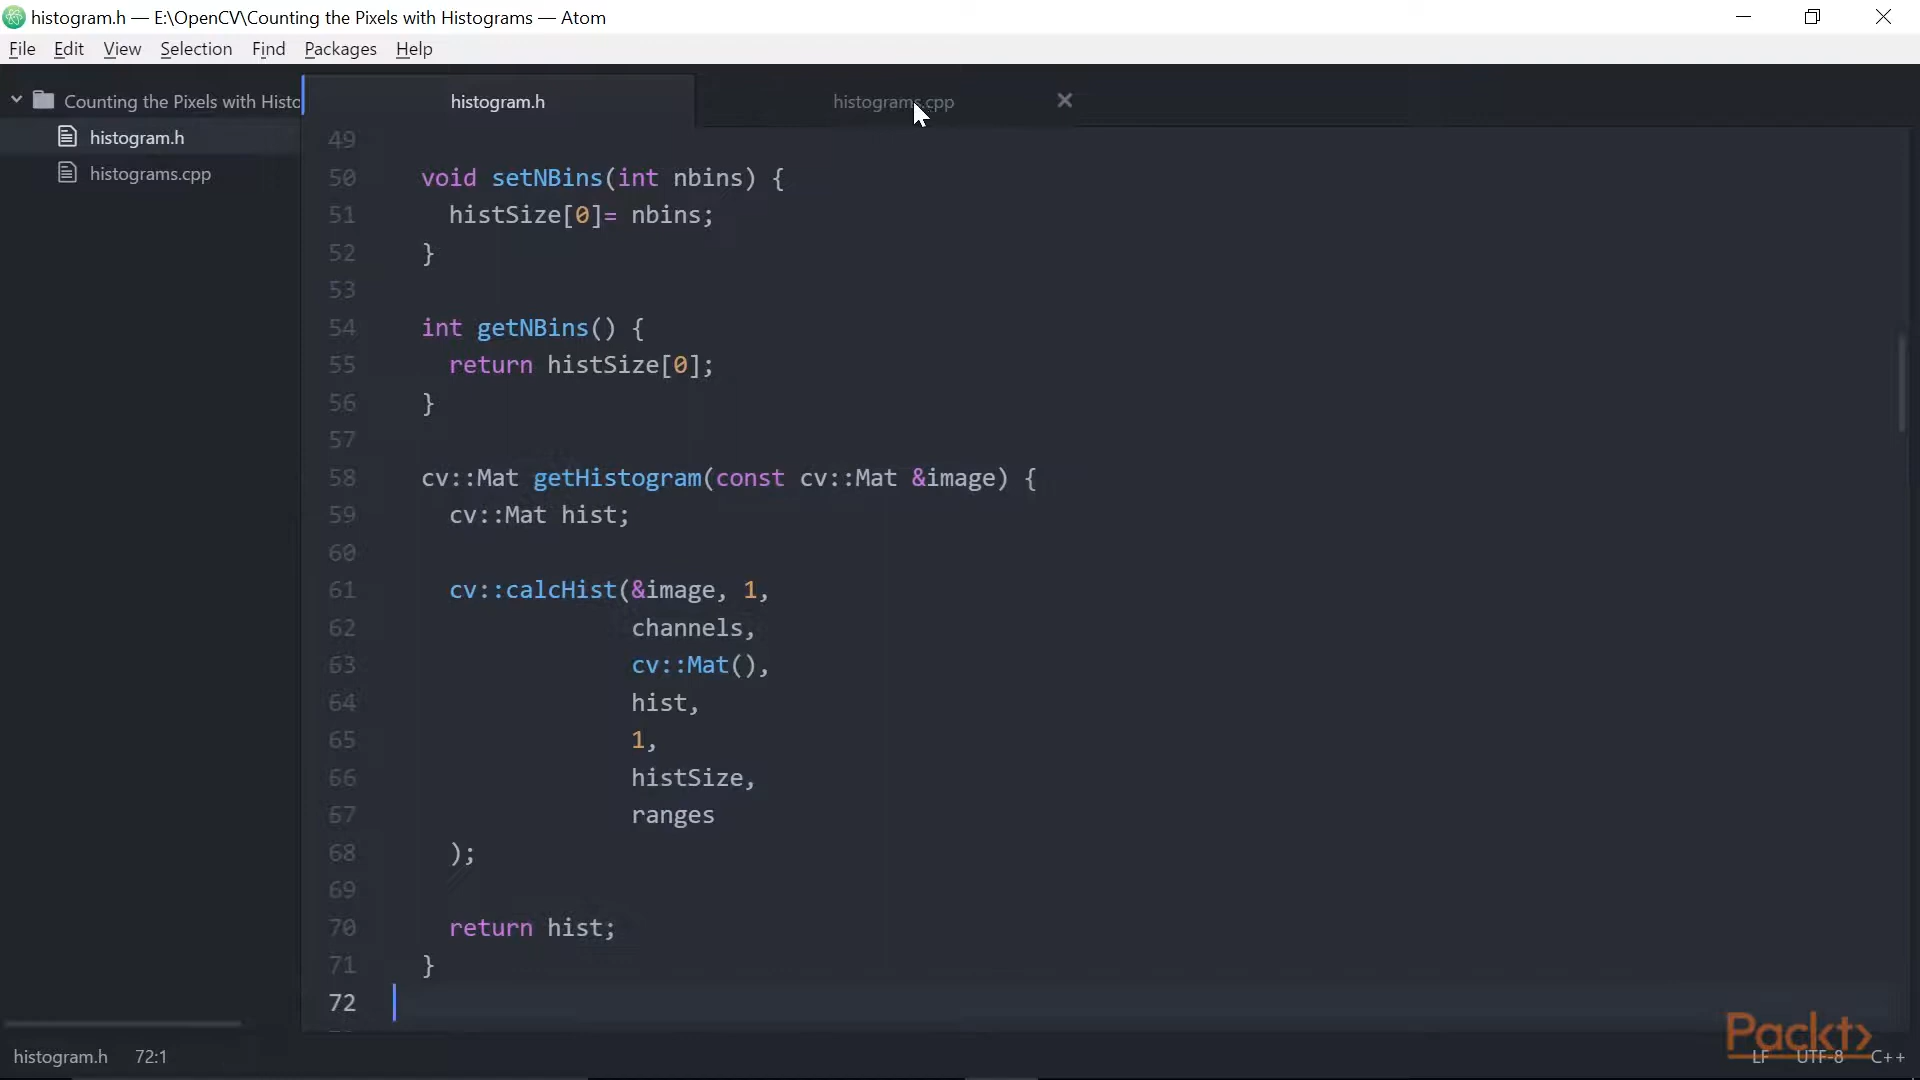 histogram.h — E:\OpenCV\Counting the Pixels with Histograms — Atom
File Edit View Selection Find Packages Help
Counting the Pixels with Histo
histogram.h
histograms.cpp
histogram.h
histograms.cpp
49
50 void setNBins(int nbins) {
51 histSize[0]= nbins;
52 }
53
54 int getNBins() {
55 return histSize[0];
56 }
57
58 cv::Mat getHistogram(const cv::Mat &image) {
59 cv::Mat hist;
60
61 cv::calcHist(&image, 1,
62 channels,
63 cv::Mat(),
64 hist,
65 1,
66 histSize,
67 ranges
68 );
69
70 return hist;
71 }
72
Packt>
histogram.h 72:1 LF UTF-8 C++